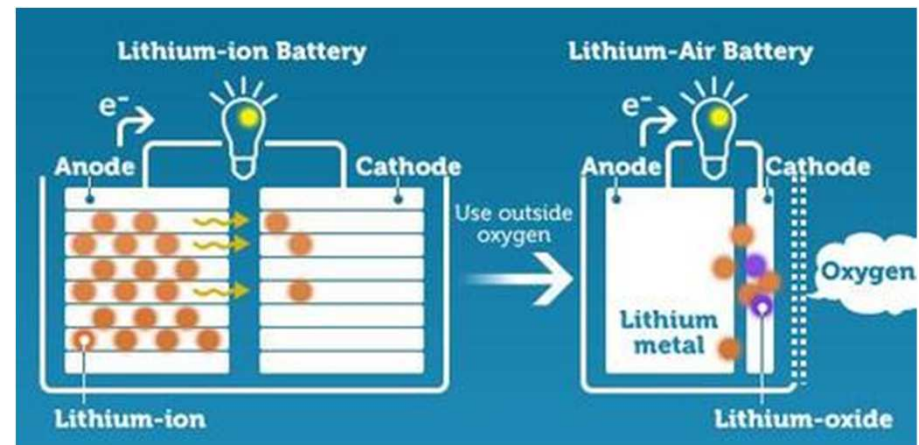 Lithium-ion Battery
Lithium-Air Battery
e-
e-
Anode
Cathode
Anode
Cathode
Use outside
oxygen
Oxygen
Lithium
metal
Lithium-ion
Lithium-oxide